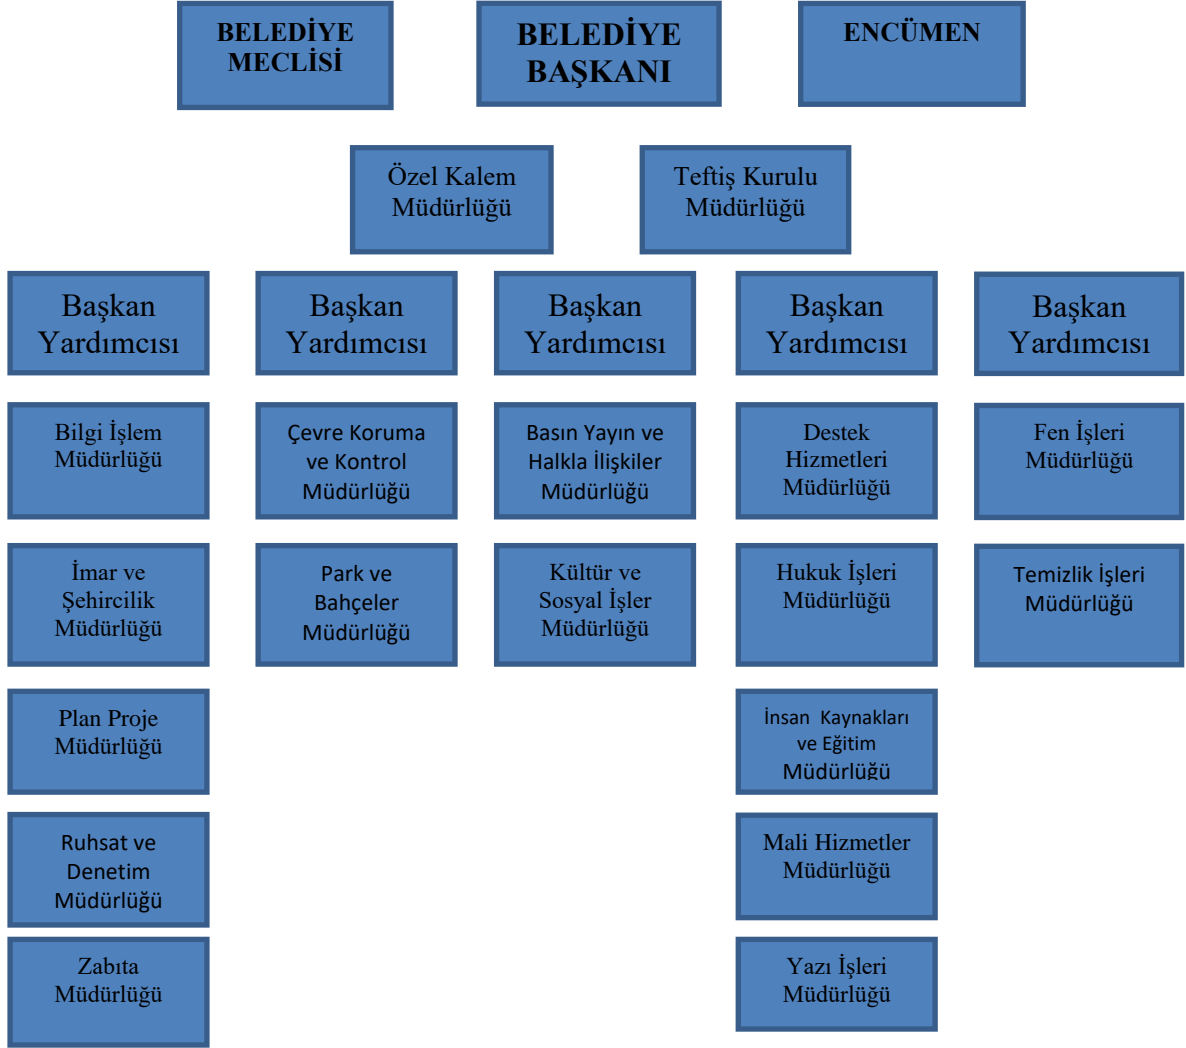 BELEDİYE
MECLİSİ
BELEDİYE
BAŞKANI
ENCÜMEN
Özel Kalem
Müdürlüğü
Teftiş Kurulu
Müdürlüğü
Başkan
Yardımcısı
Başkan
Yardımcısı
Başkan
Yardımcısı
Başkan
Yardımcısı
Başkan
Yardımcısı
Bilgi İşlem
Müdürlüğü
Çevre Koruma
ve Kontrol
Müdürlüğü
Basın Yayın ve
Halkla İlişkiler
Müdürlüğü
Destek
Hizmetleri
Müdürlüğü
Fen İşleri
Müdürlüğü
İmar ve
Şehircilik
Müdürlüğü
Park ve
Bahçeler
Müdürlüğü
Kültür ve
Sosyal İşler
Müdürlüğü
Hukuk İşleri
Müdürlüğü
Temizlik İşleri
Müdürlüğü
Plan Proje
Müdürlüğü
İnsan  Kaynakları
ve Eğitim
Müdürlüğü
Ruhsat ve
Denetim
Müdürlüğü
Mali Hizmetler
Müdürlüğü
Zabıta
Müdürlüğü
Yazı İşleri
Müdürlüğü